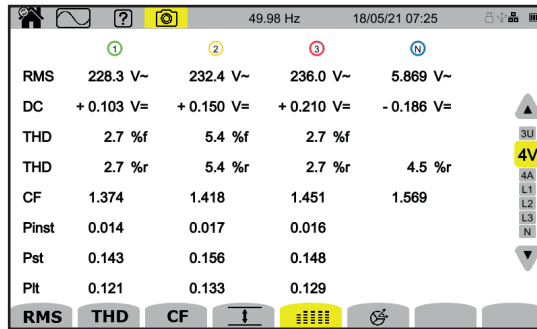 ? 49.98 Hz 18/05/21 07:25
1 2 3 N
RMS 228.3 V~ 232.4 V~ 236.0 V~ 5.869 V~
DC + 0.103 V= + 0.150 V= + 0.210 V= - 0.186 V=
THD 2.7 %f 5.4 %f 2.7 %f
THD 2.7 %r 5.4 %r 2.7 %r 4.5 %r
CF 1.374 1.418 1.451 1.569
Pinst 0.014 0.017 0.016
Pst 0.143 0.156 0.148
Plt 0.121 0.133 0.129
3U
4V
4A
L1
L2
L3
N
RMS THD CF